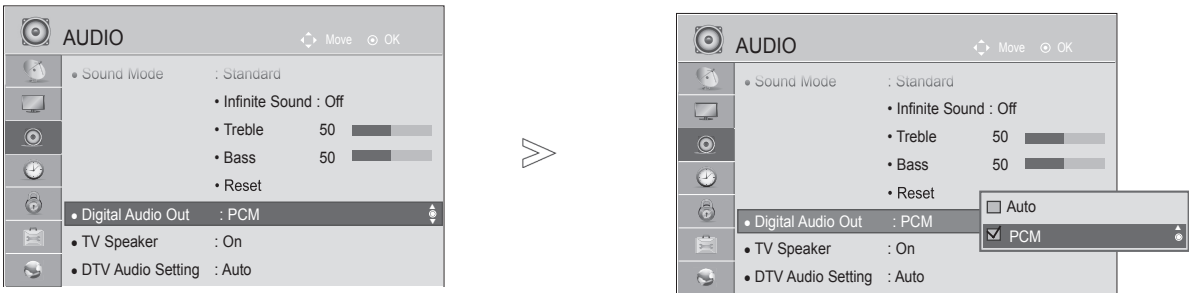 AUDIO Move OK
• Sound Mode : Standard
• Infinite Sound : Off
• Treble 50
• Bass 50
• Reset
• Digital Audio Out : PCM
• TV Speaker : On
• DTV Audio Setting : Auto
AUDIO Move OK
• Sound Mode : Standard
• Infinite Sound : Off
• Treble 50
• Bass 50
• Reset
• Digital Audio Out : PCM
• TV Speaker : On
• DTV Audio Setting : Auto
Auto
PCM